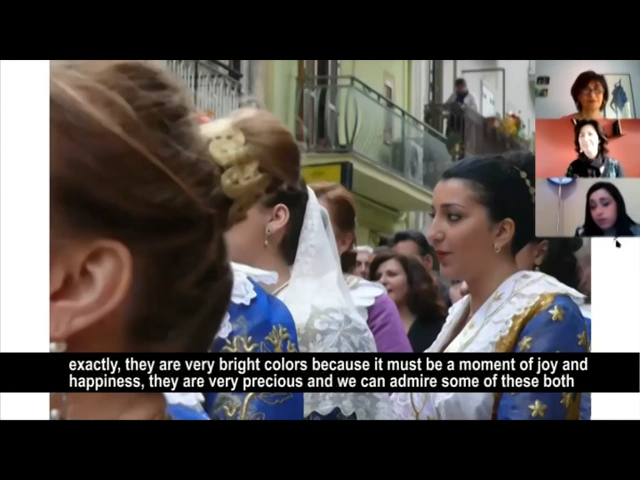 exactly, they are very bright colors because it must be a moment of joy and
happiness, they are very precious and we can admire some of these both